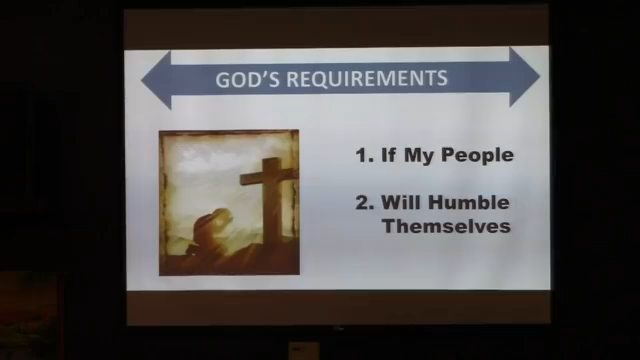 GOD'S REQUIREMENTS
1. If My People
2. Will Humble
Themselves